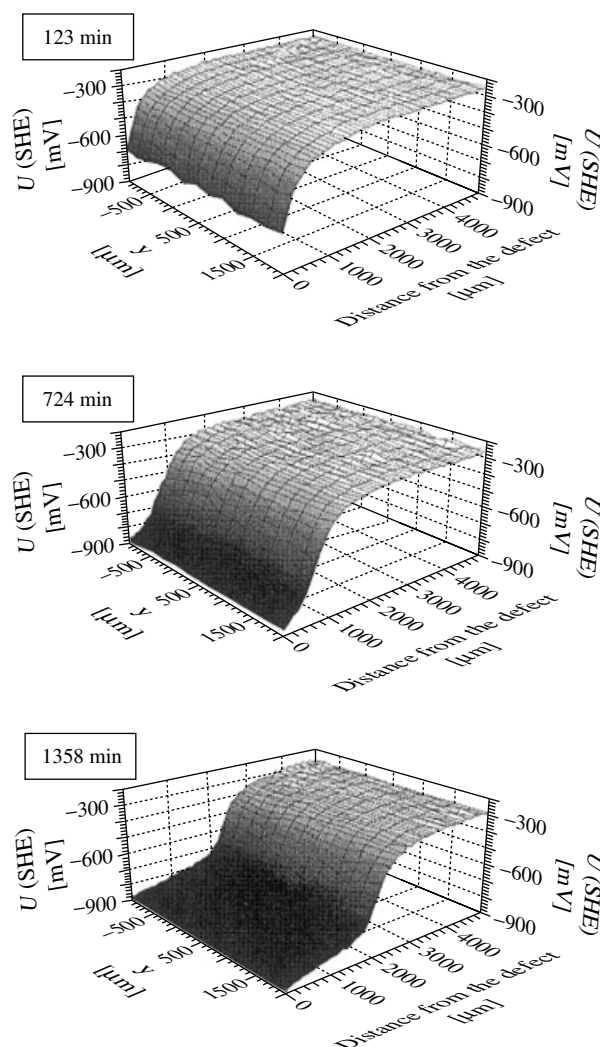 123 min
−300
−600
−900
U (SHE)
[mV]
−300
−600
−900
U (SHE)
[mV]
−500
500
1500
y
[μm]
0
1000
2000
3000
4000
Distance from the defect
[μm]
724 min
−300
−600
−900
U (SHE)
[mV]
−300
−600
−900
U (SHE)
[mV]
−500
500
1500
y
[μm]
0
1000
2000
3000
4000
Distance from the defect
[μm]
1358 min
−300
−600
−900
U (SHE)
[mV]
−300
−600
−900
U (SHE)
[mV]
−500
500
1500
y
[μm]
0
1000
2000
3000
4000
Distance from the defect
[μm]